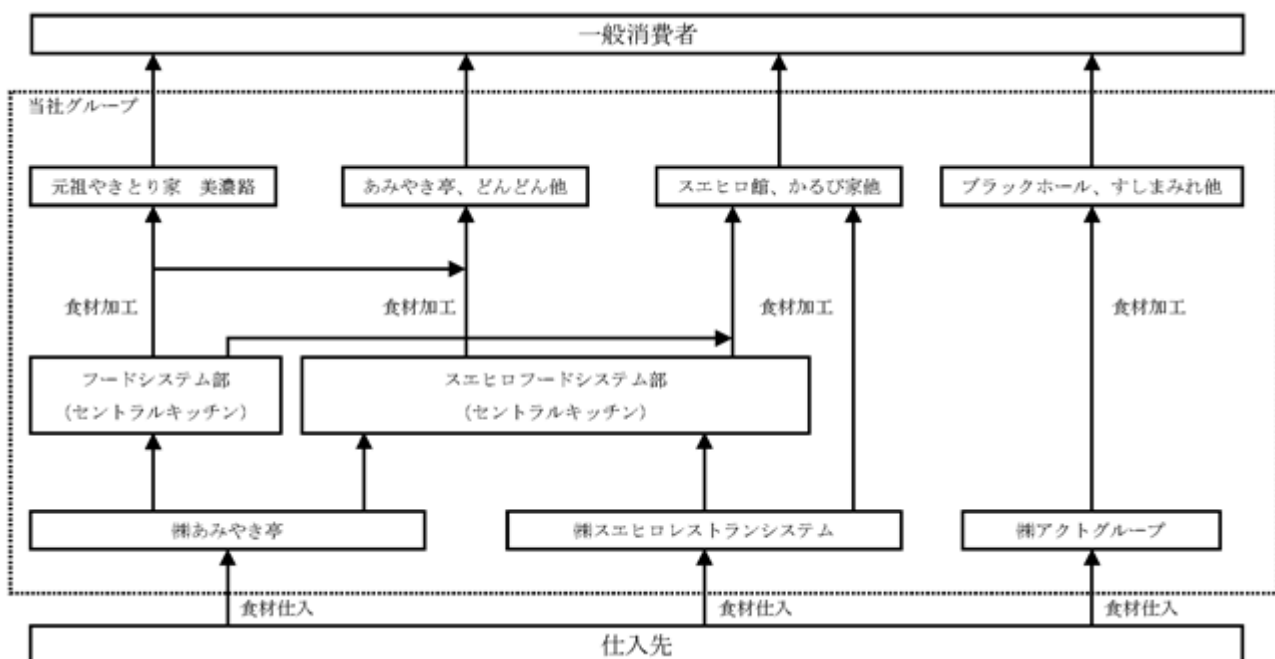 一般消費者
当社グループ
元祖やきとり家　美濃路
あみやき亭、どんどん他
スエヒロ館、かるび家他
ブラックホール、すしまみれ他
食材加工
食材加工
食材加工
食材加工
フードシステム部
（セントラルキッチン）
スエヒロフードシステム部
（セントラルキッチン）
㈱あみやき亭
㈱スエヒロレストランシステム
㈱アクトグループ
食材仕入
食材仕入
食材仕入
仕入先